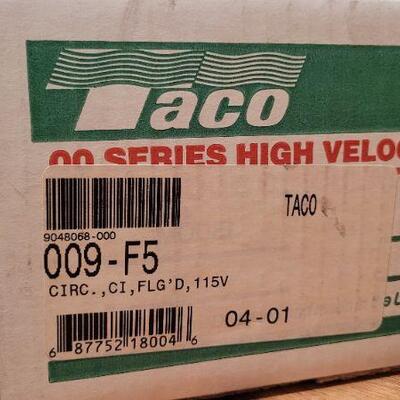 Taco
00 SERIES HIGH VELOC
9048068-000
TACO
009-F5
CIRC.,CI,FLG'D,115V
6 87752 18004 6
04-01